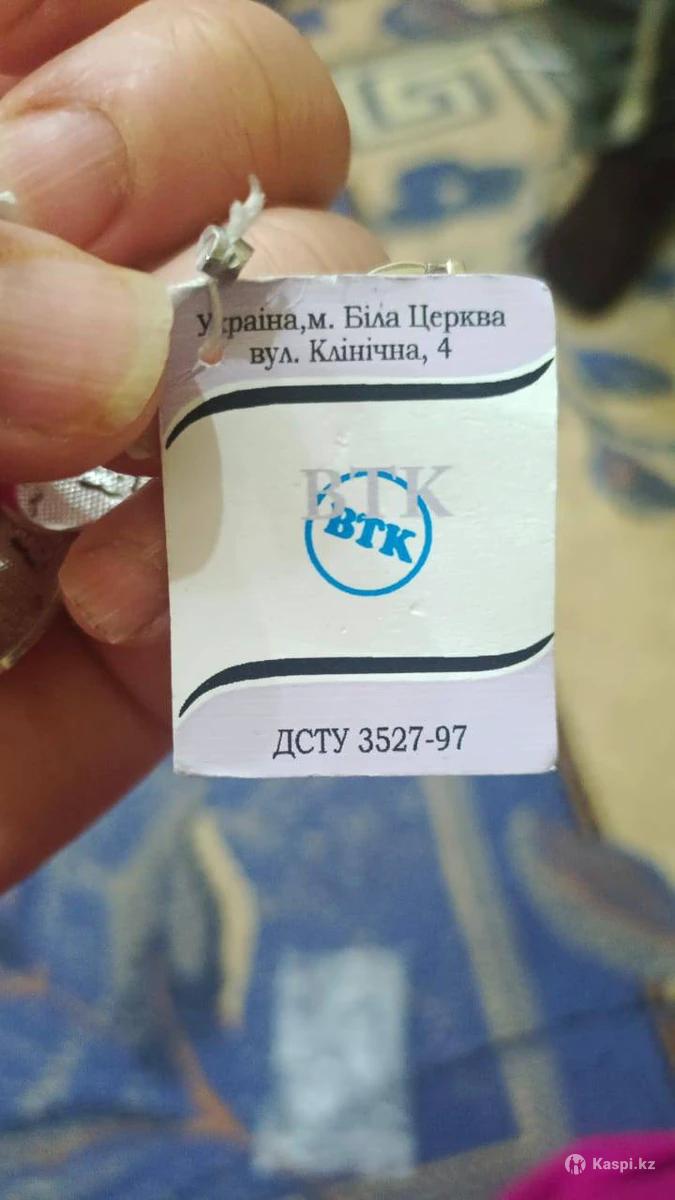 Україна,м. Біла Церква
вул. Клінічна, 4
ВТК
ВТК
ДСТУ 3527-97
Kaspi.kz